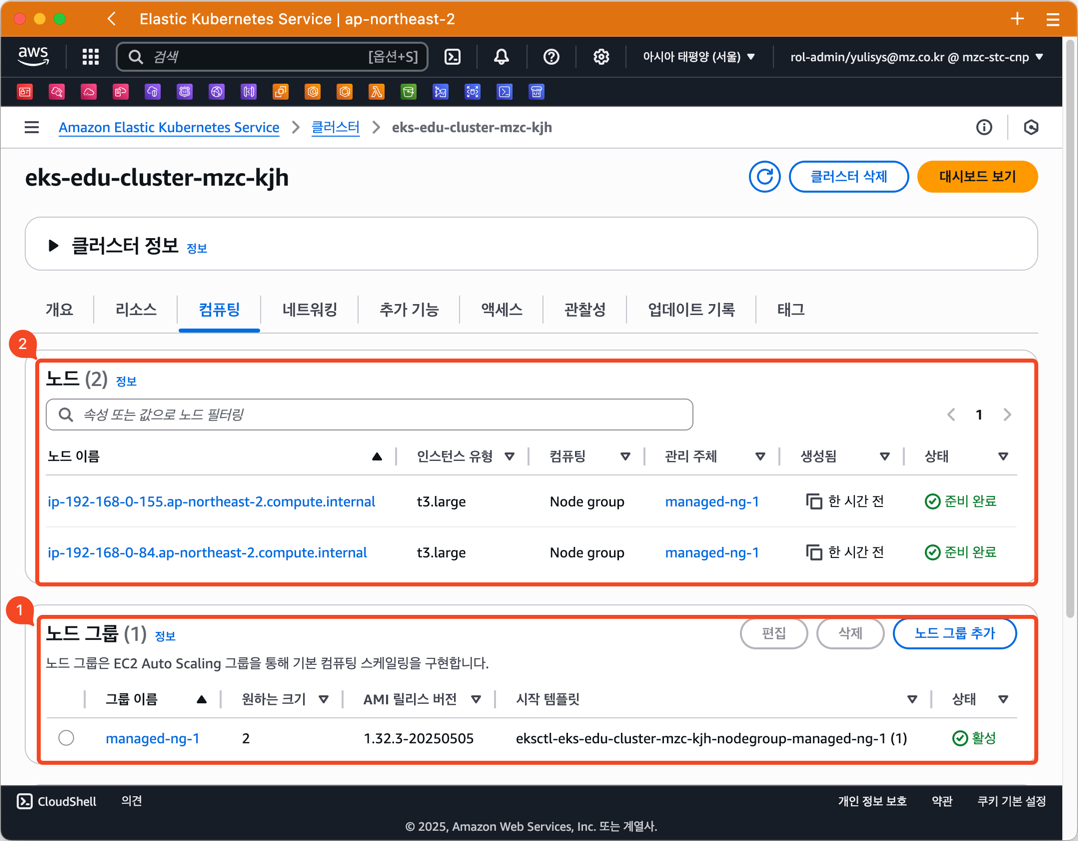 Elastic Kubernetes Service | ap-northeast-2
aws 검색 [옵션+S] 아시아 태평양 (서울) ▼ rol-admin/yulisys@mz.co.kr @ mzc-stc-cnp ▼
Amazon Elastic Kubernetes Service > 클러스터 > eks-edu-cluster-mzc-kjh
eks-edu-cluster-mzc-kjh 클러스터 삭제 대시보드 보기
▶ 클러스터 정보 정보
개요 리소스 컴퓨팅 네트워킹 추가 기능 액세스 관찰성 업데이트 기록 태그
2
노드 (2) 정보
속성 또는 값으로 노드 필터링 1
노드 이름 인스턴스 유형 컴퓨팅 관리 주체 생성됨 상태
ip-192-168-0-155.ap-northeast-2.compute.internal t3.large Node group managed-ng-1 한 시간 전 준비 완료
ip-192-168-0-84.ap-northeast-2.compute.internal t3.large Node group managed-ng-1 한 시간 전 준비 완료
1
노드 그룹 (1) 정보 편집 삭제 노드 그룹 추가
노드 그룹은 EC2 Auto Scaling 그룹을 통해 기본 컴퓨팅 스케일링을 구현합니다.
그룹 이름 원하는 크기 AMI 릴리스 버전 시작 템플릿 상태
managed-ng-1 2 1.32.3-20250505 eksctl-eks-edu-cluster-mzc-kjh-nodegroup-managed-ng-1 (1) 활성
CloudShell 의견 개인 정보 보호 약관 쿠키 기본 설정
© 2025, Amazon Web Services, Inc. 또는 계열사.